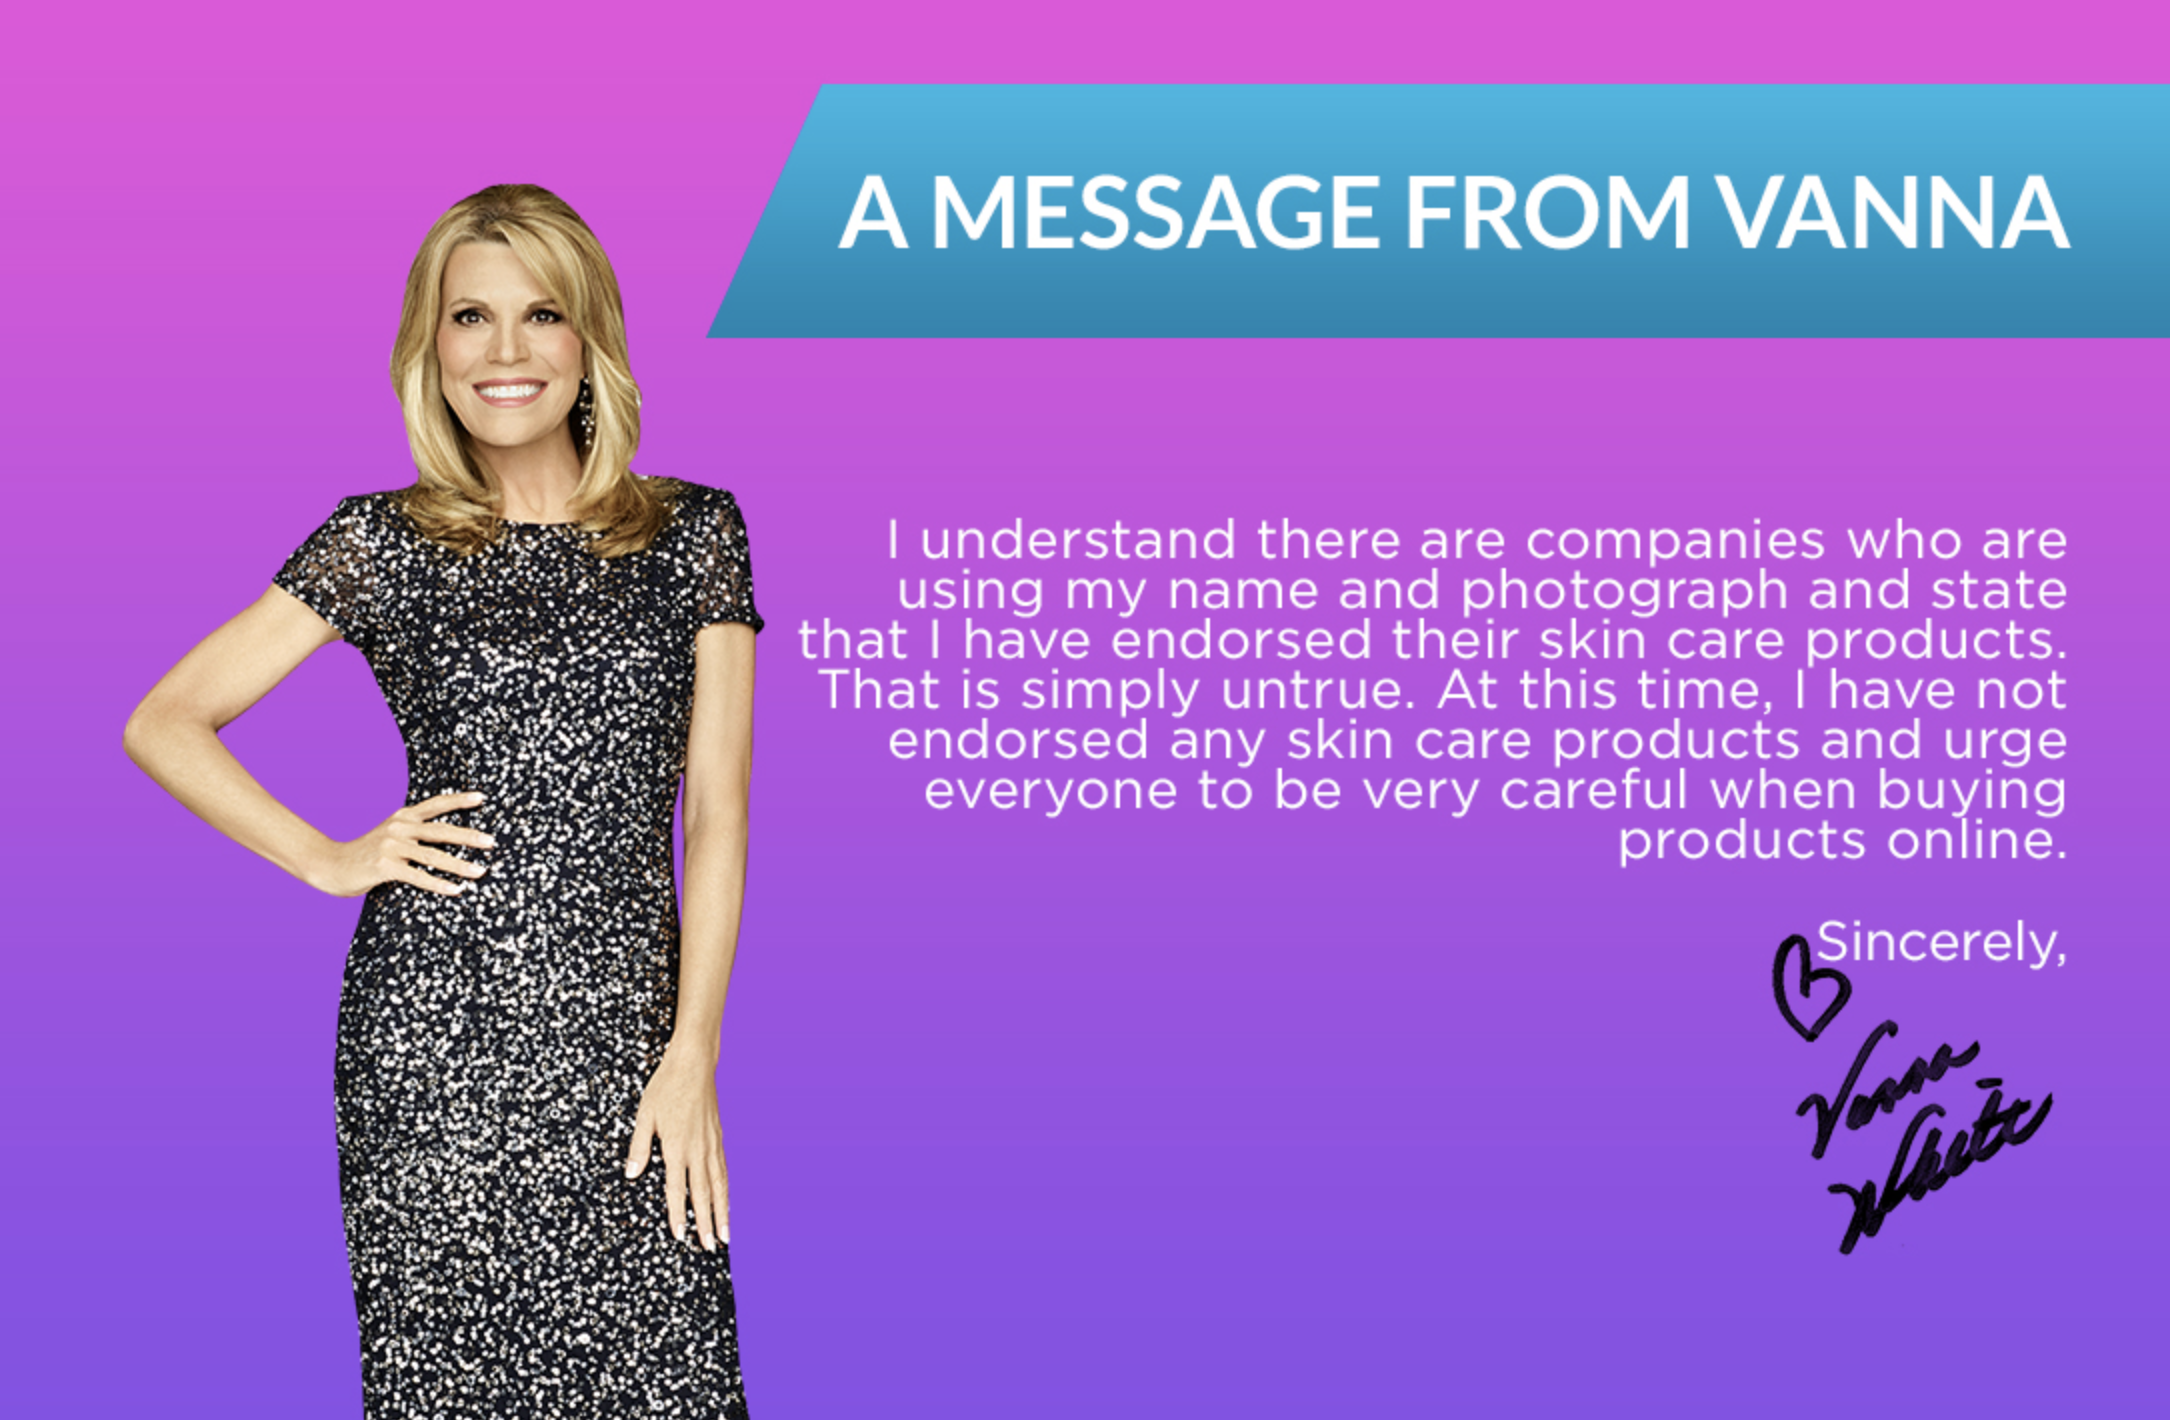 A MESSAGE FROM VANNA
I understand there are companies who are
using my name and photograph and state
that I have endorsed their skin care products.
That is simply untrue. At this time, I have not
endorsed any skin care products and urge
everyone to be very careful when buying
products online.
Sincerely,
Vanna
White